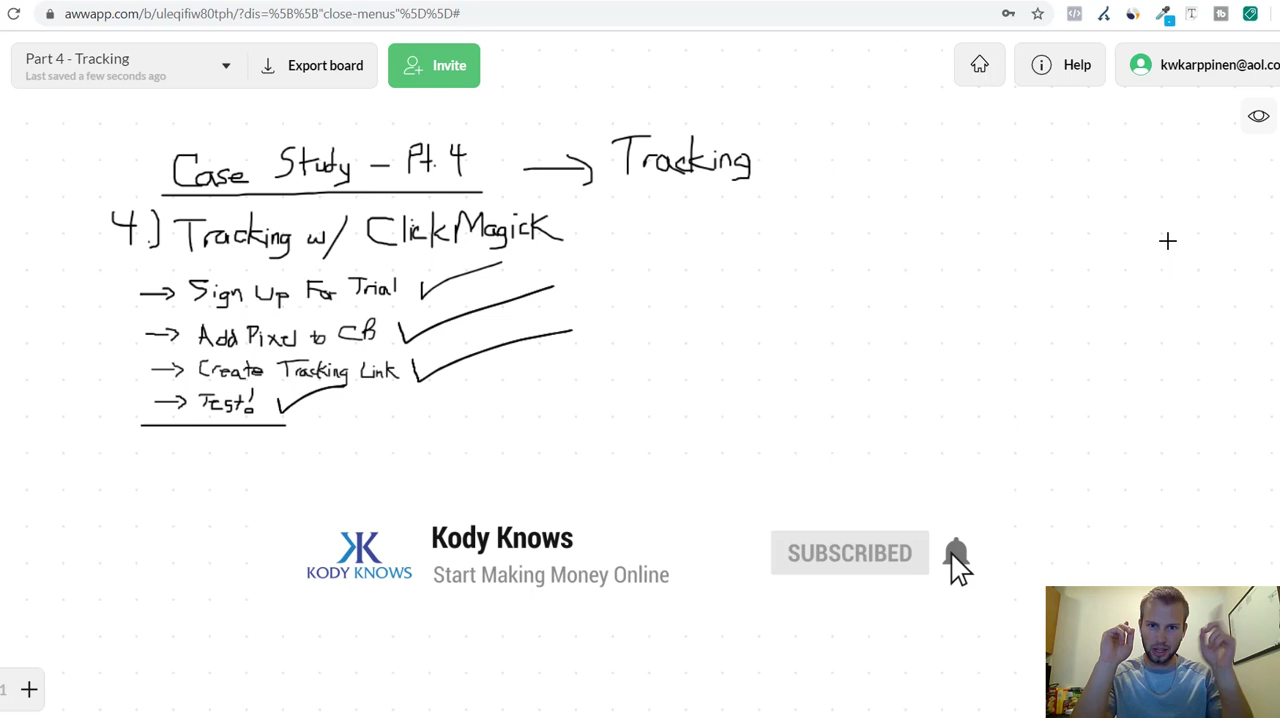 awwapp.com/b/uleqifiw80tph/?dis=%5B%5B"close-menus"%5D%5D#
Part 4 - Tracking
Last saved a few seconds ago
Export board
Invite
Help
kwkarppinen@aol.co
Case Study - Pt. 4 → Tracking
4.) Tracking w/ ClickMagick
→ Sign Up For Trial ✓
→ Add Pixel to CB ✓
→ Create Tracking Link ✓
→ Test! ✓
Kody Knows
Start Making Money Online
KODY KNOWS
SUBSCRIBED
1 +